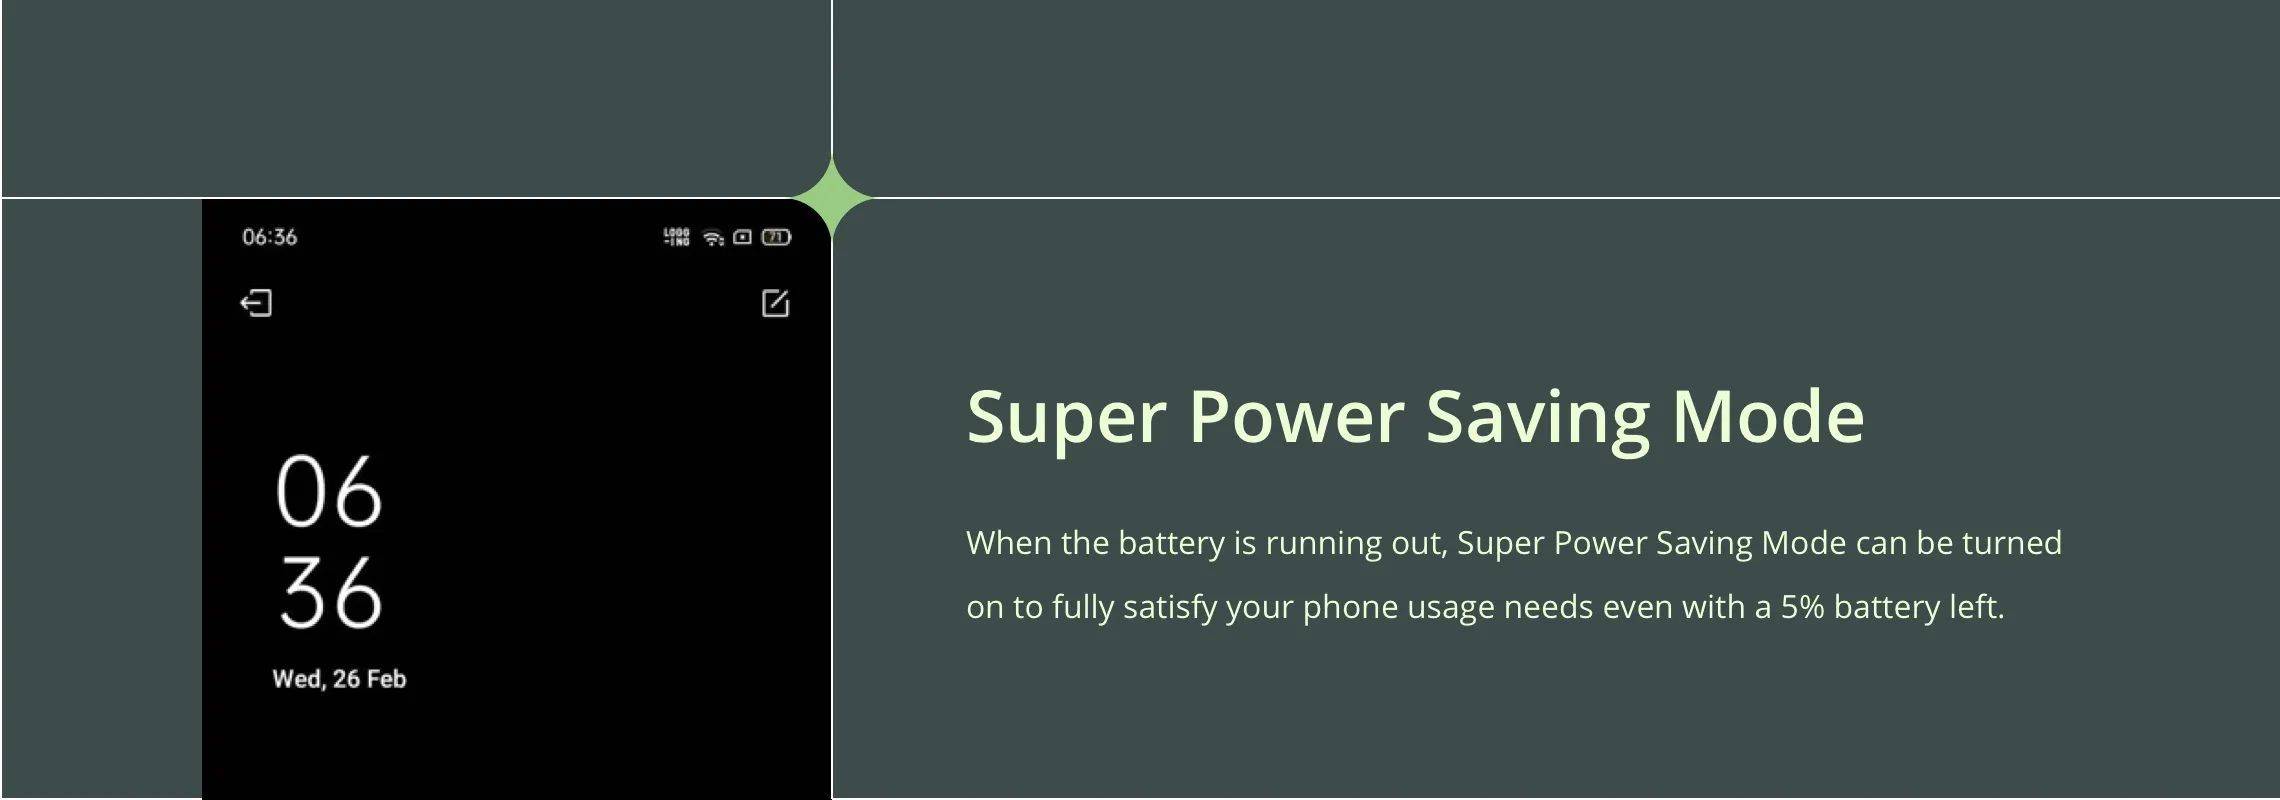 06:36
LOGG
-ING
71
06
36
Wed, 26 Feb
Super Power Saving Mode
When the battery is running out, Super Power Saving Mode can be turned
on to fully satisfy your phone usage needs even with a 5% battery left.